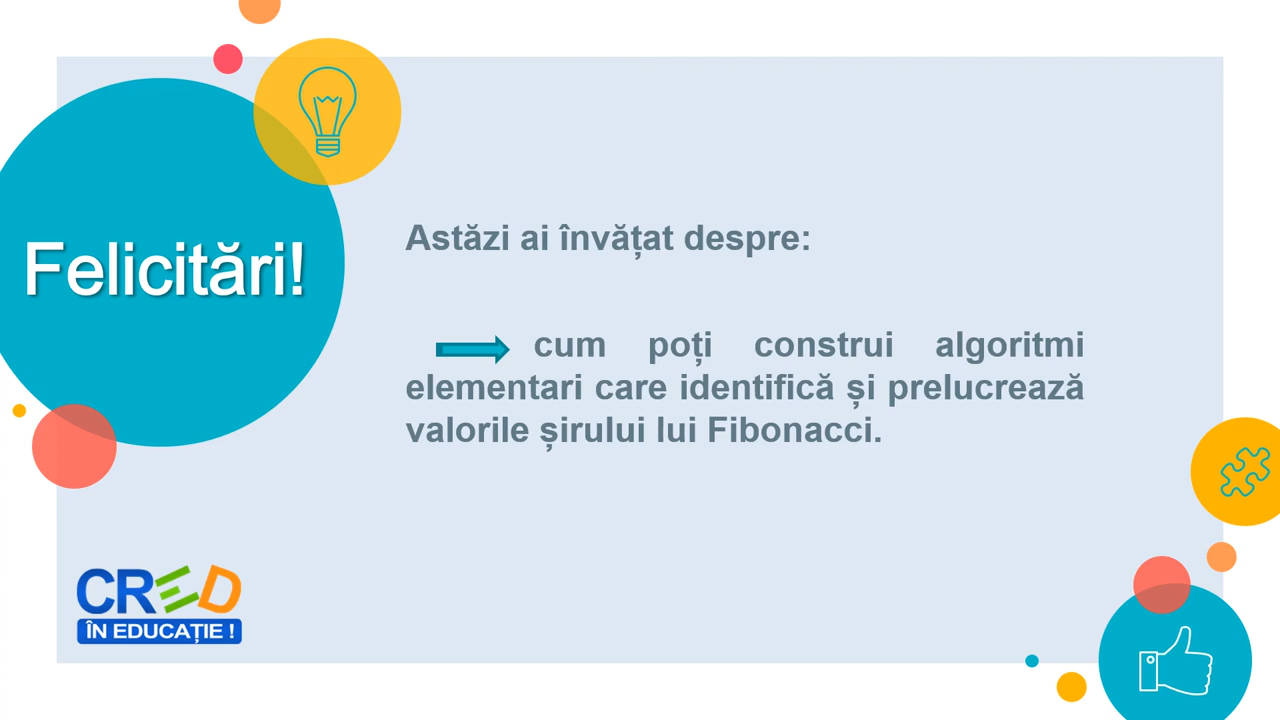 Felicitări!
Astăzi ai învățat despre:
cum poți construi algoritmi
elementari care identifică și prelucrează
valorile șirului lui Fibonacci.
CRED
ÎN EDUCAȚIE !